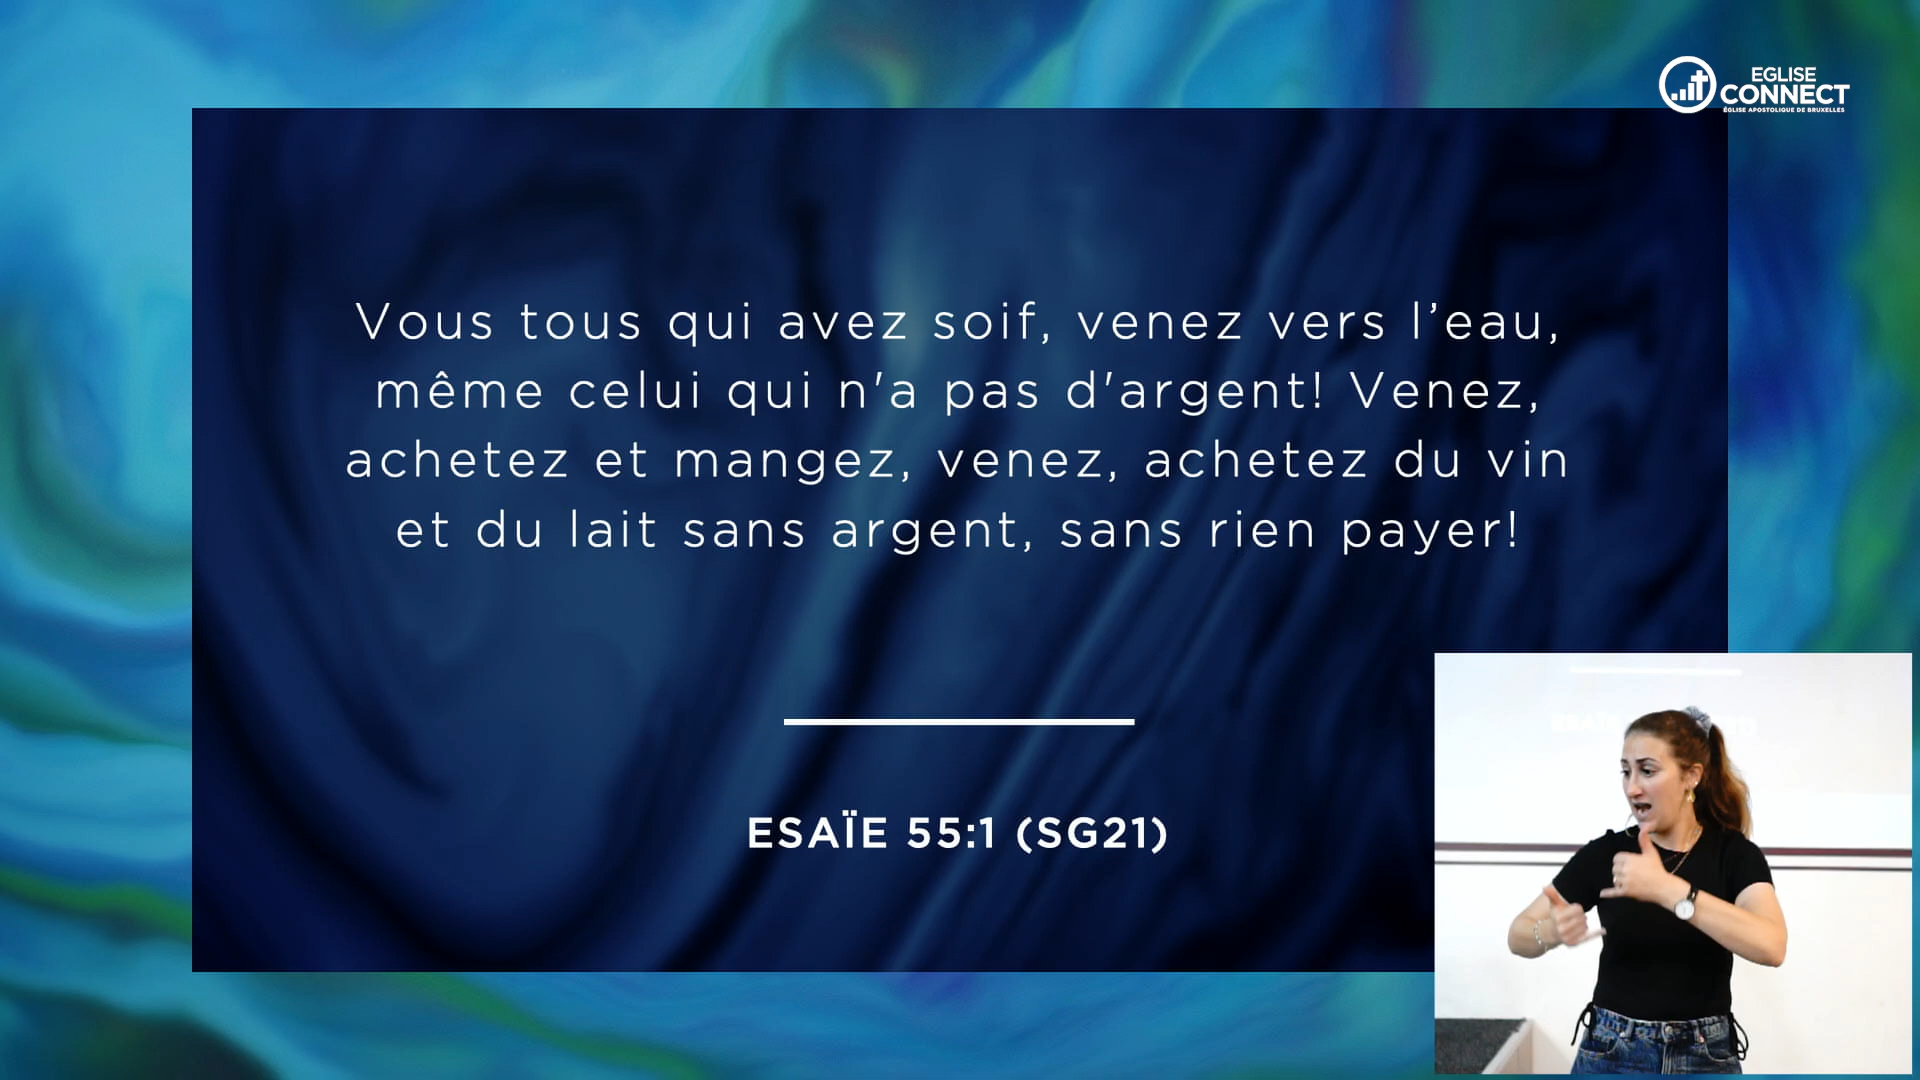 EGLISE
CONNECT
ÉGLISE APOSTOLIQUE DE BRUXELLES
Vous tous qui avez soif, venez vers l’eau,
même celui qui n'a pas d'argent! Venez,
achetez et mangez, venez, achetez du vin
et du lait sans argent, sans rien payer!
ESAÏE 55:1 (SG21)